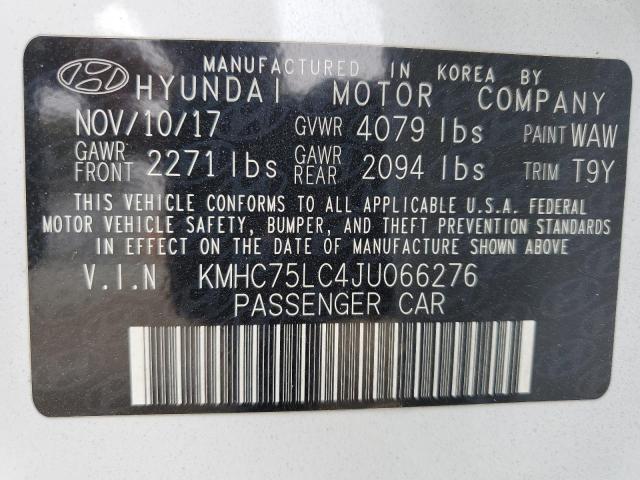 MANUFACTURED IN KOREA BY
HYUNDAI MOTOR COMPANY
NOV/10/17 GVWR 4079 lbs PAINT WAW
GAWR FRONT 2271 lbs GAWR REAR 2094 lbs TRIM T9Y
THIS VEHICLE CONFORMS TO ALL APPLICABLE U.S.A. FEDERAL
MOTOR VEHICLE SAFETY, BUMPER, AND THEFT PREVENTION STANDARDS
IN EFFECT ON THE DATE OF MANUFACTURE SHOWN ABOVE
V.I.N KMHC75LC4JU066276
PASSENGER CAR